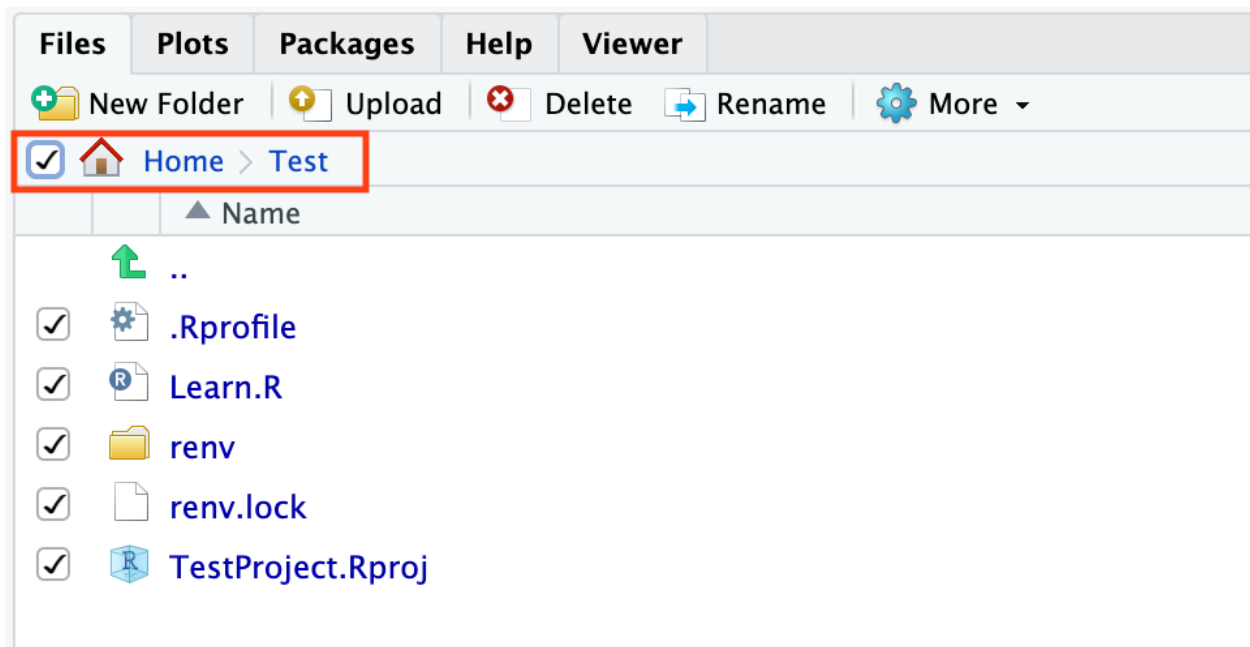 Files Plots Packages Help Viewer
New Folder Upload Delete Rename More
Home > Test
Name
..
.Rprofile
Learn.R
renv
renv.lock
TestProject.Rproj